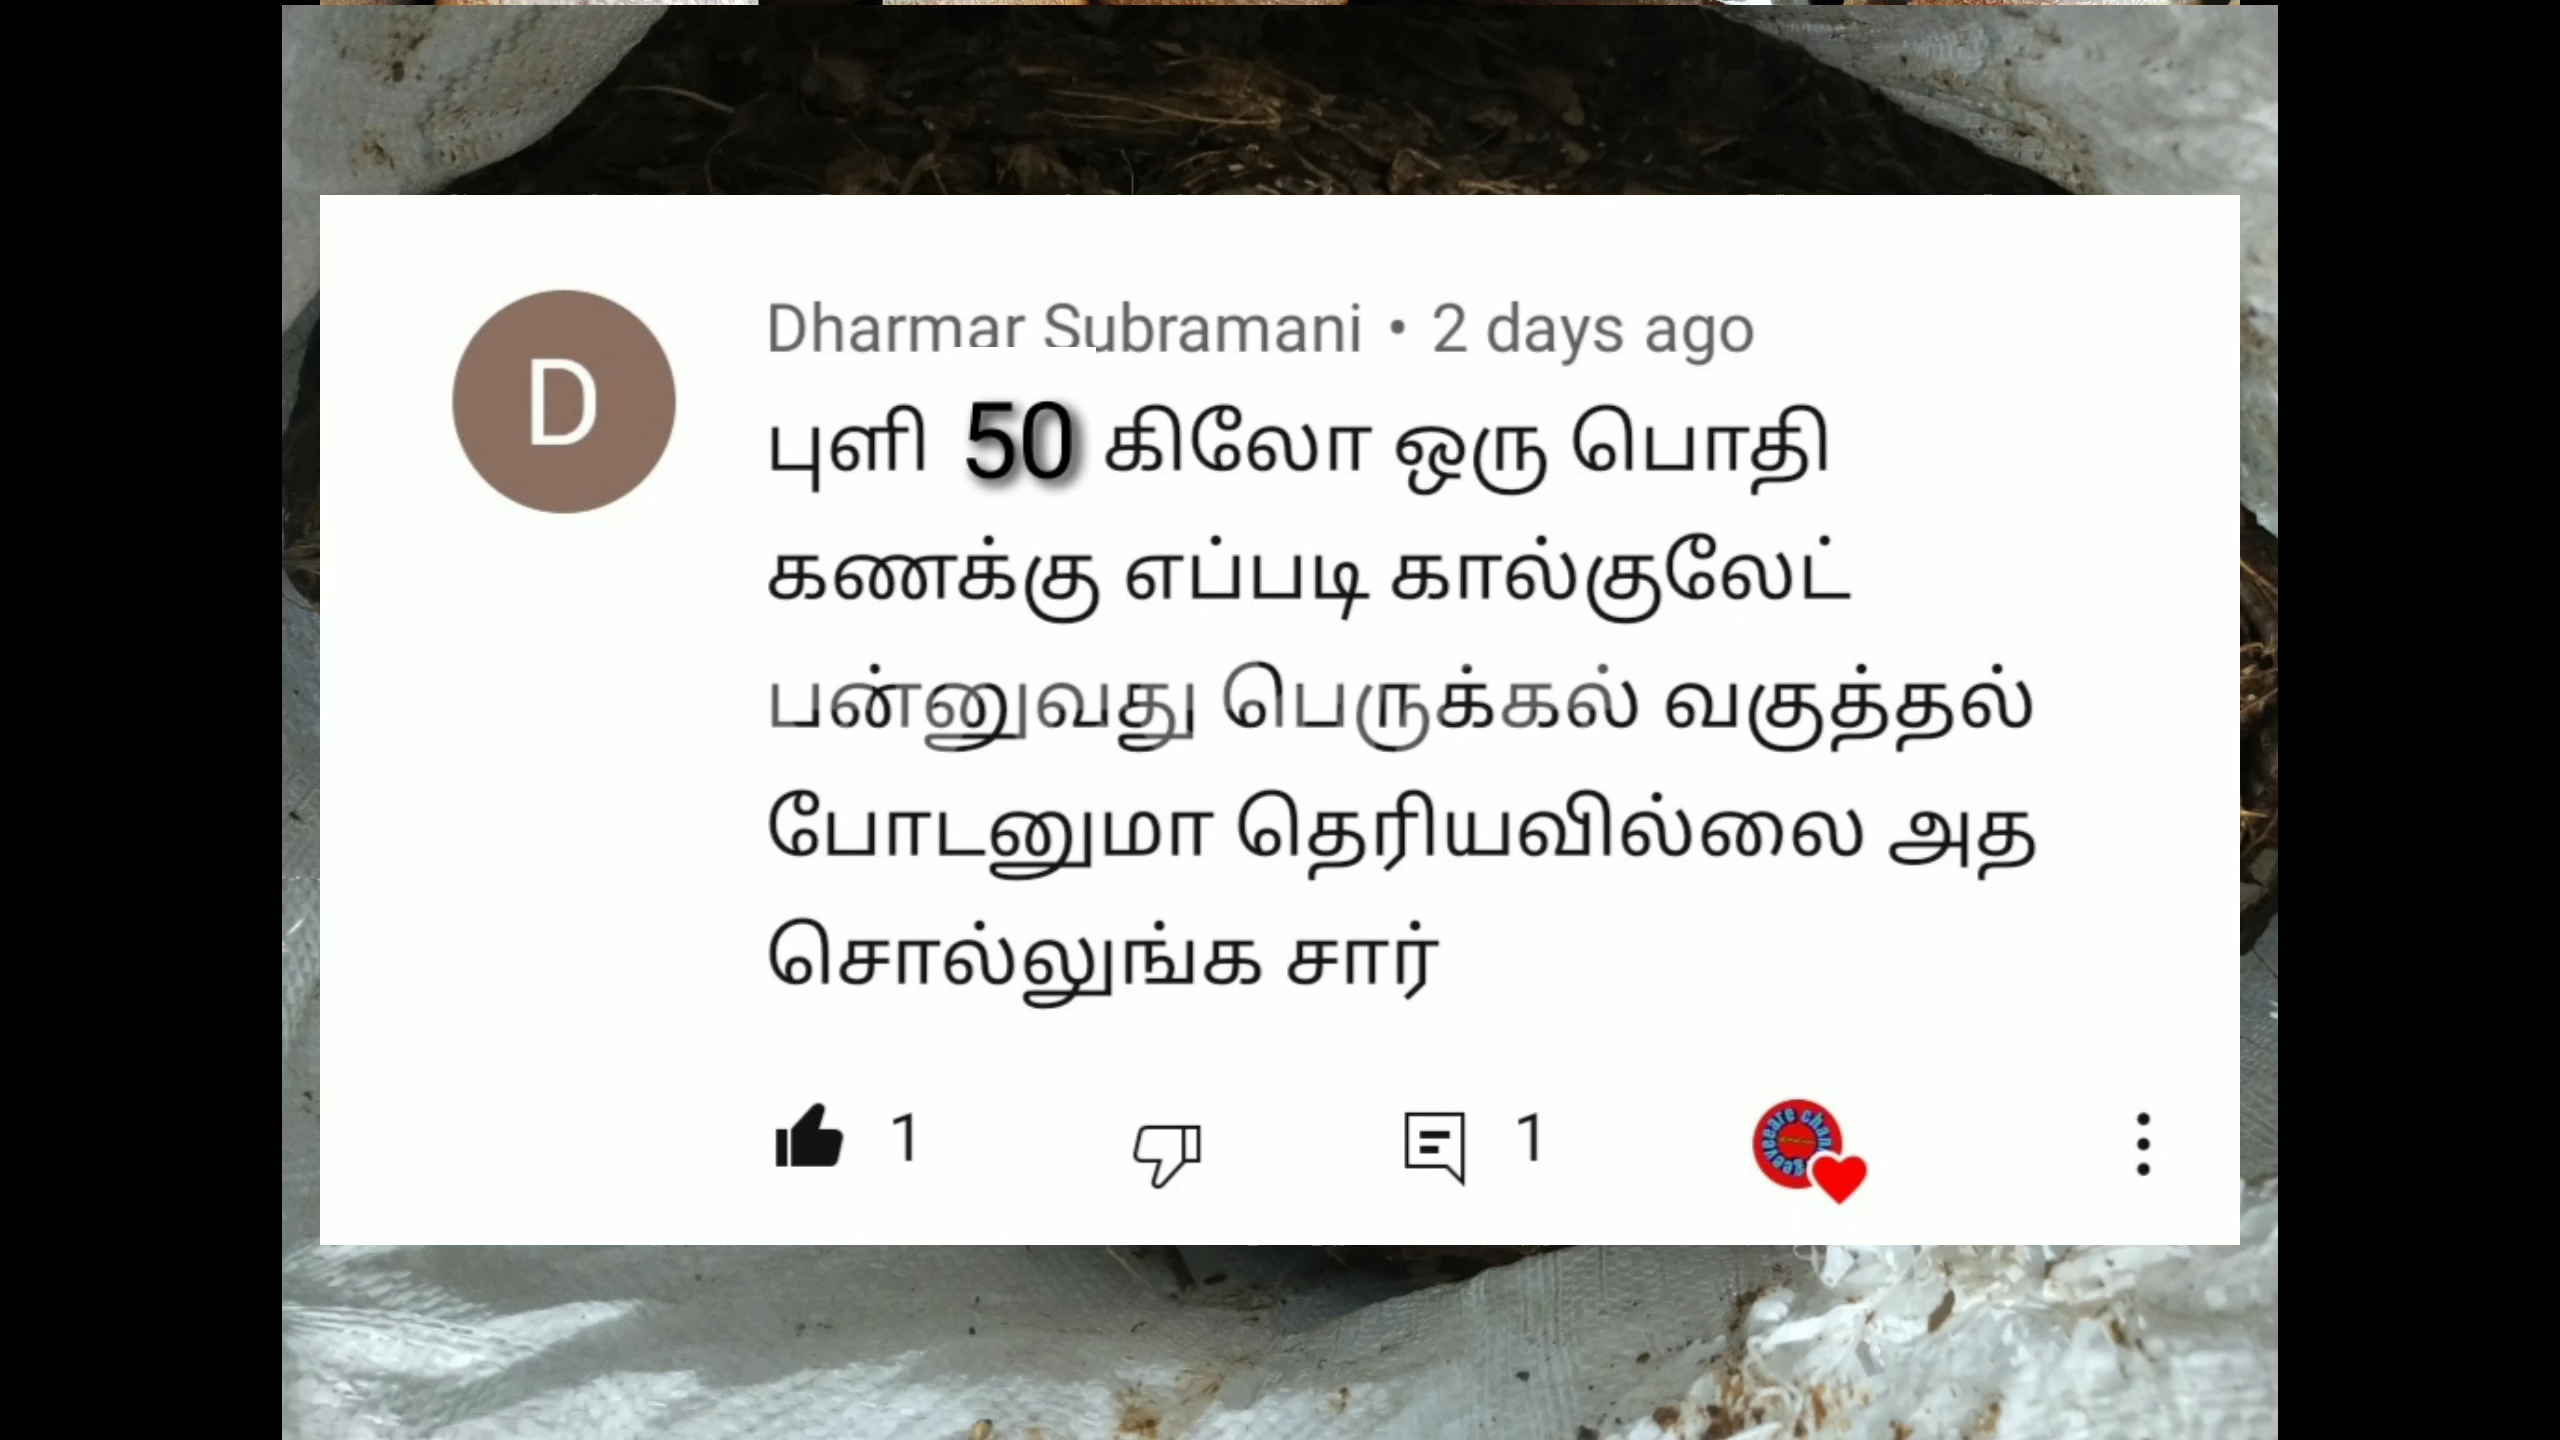 D
Dharmar Subramani • 2 days ago
புளி 50 கிலோ ஒரு பொதி
கணக்கு எப்படி கால்குலேட்
பன்னுவது பெருக்கல் வகுத்தல்
போடனுமா தெரியவில்லை அத
சொல்லுங்க சார்
1 1